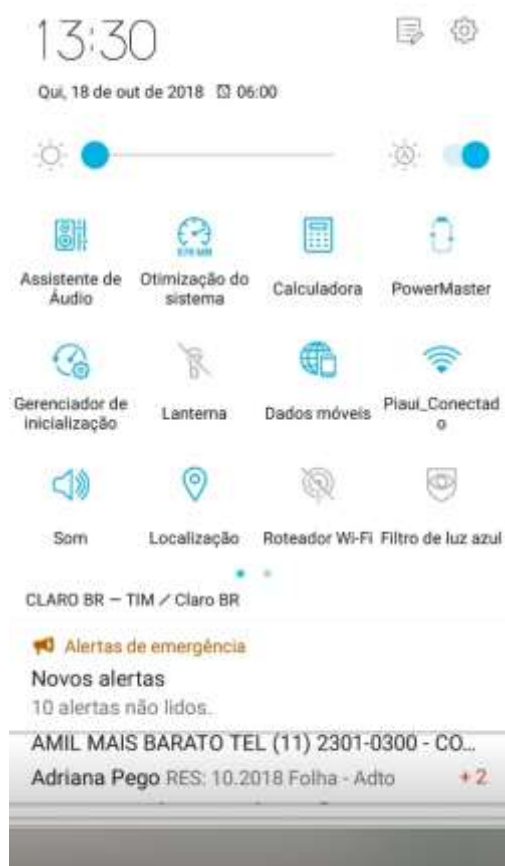 13:30
Qui, 18 de out de 2018 06:00
Assistente de Áudio
Otimização do sistema
Calculadora
PowerMaster
Gerenciador de inicialização
Lanterna
Dados móveis
Piaui_Conectado
Som
Localização
Roteador Wi-Fi
Filtro de luz azul
CLARO BR — TIM / Claro BR
Alertas de emergência
Novos alertas
10 alertas não lidos.
AMIL MAIS BARATO TEL (11) 2301-0300 - CO...
Adriana Pego RES: 10.2018 Folha - Adto +2